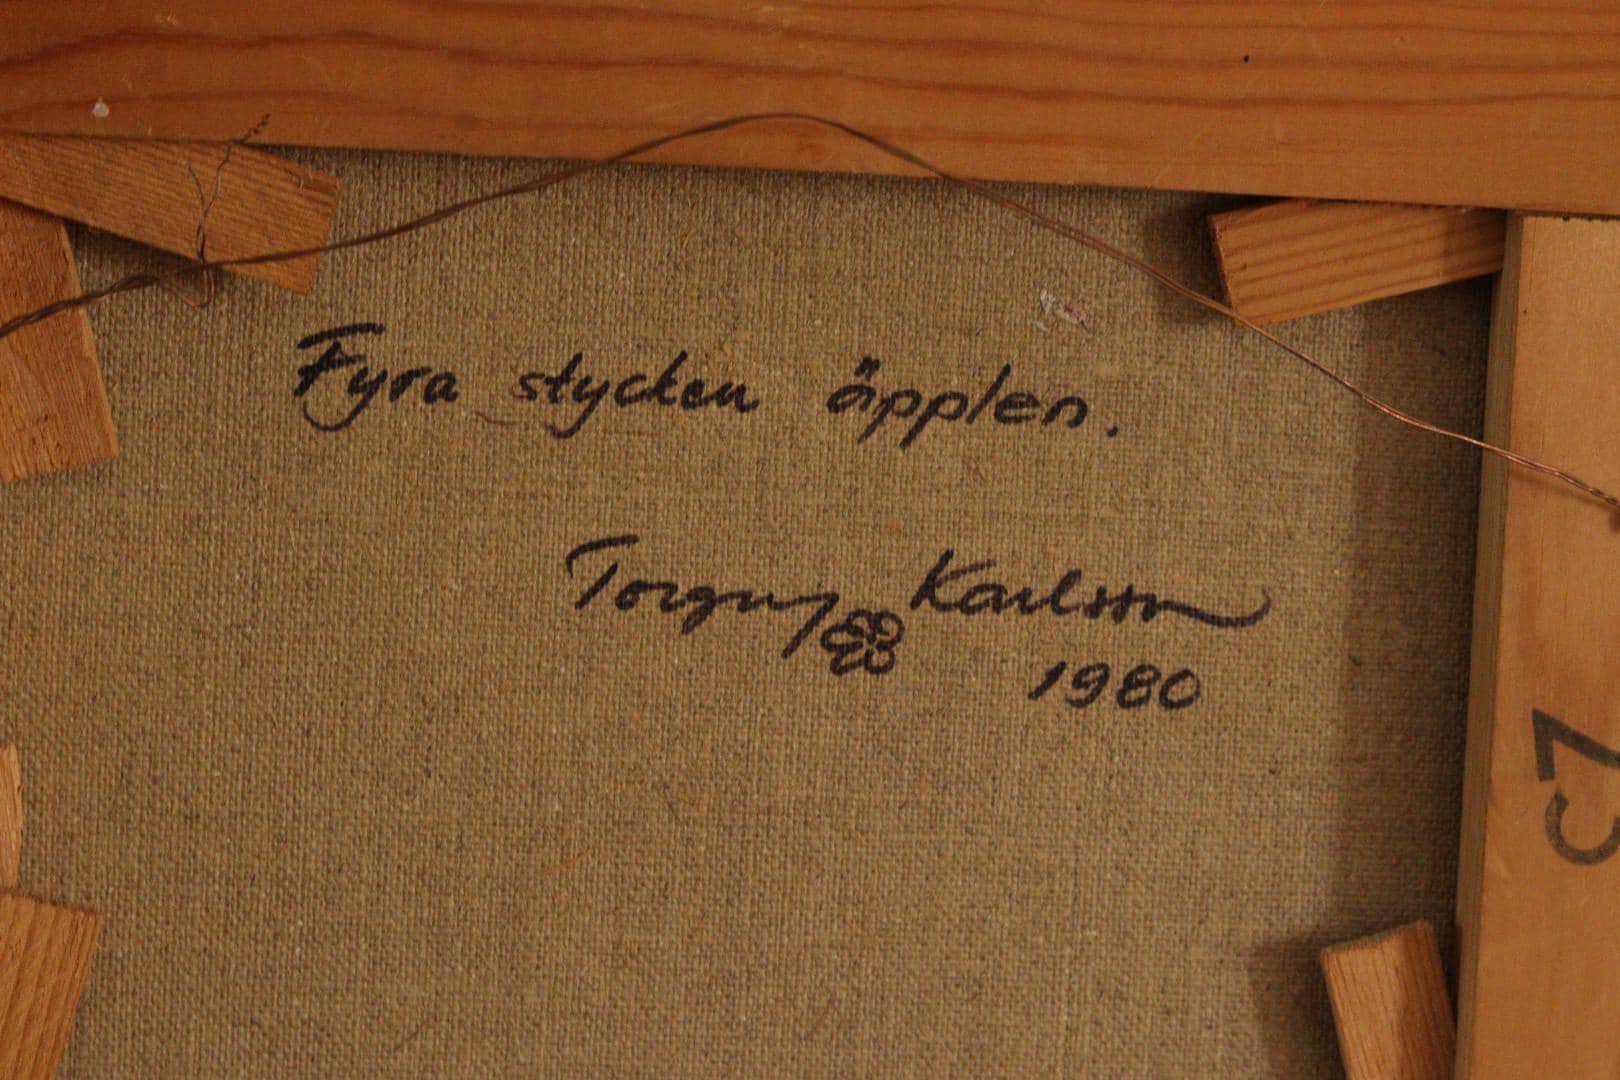 Fyra stycken äpplen.
Torgny Karlsson
1980